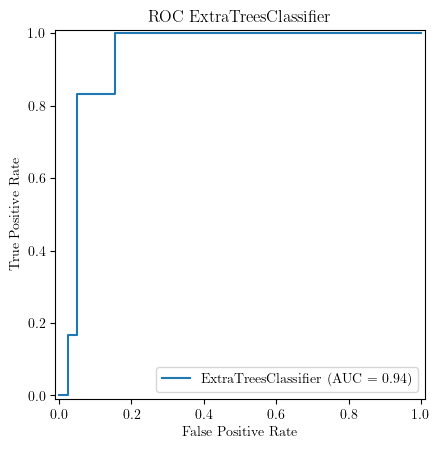 ROC ExtraTreesClassifier
1.0
0.8
0.6
0.4
0.2
0.0
True Positive Rate
ExtraTreesClassifier (AUC = 0.94)
0.0 0.2 0.4 0.6 0.8 1.0
False Positive Rate